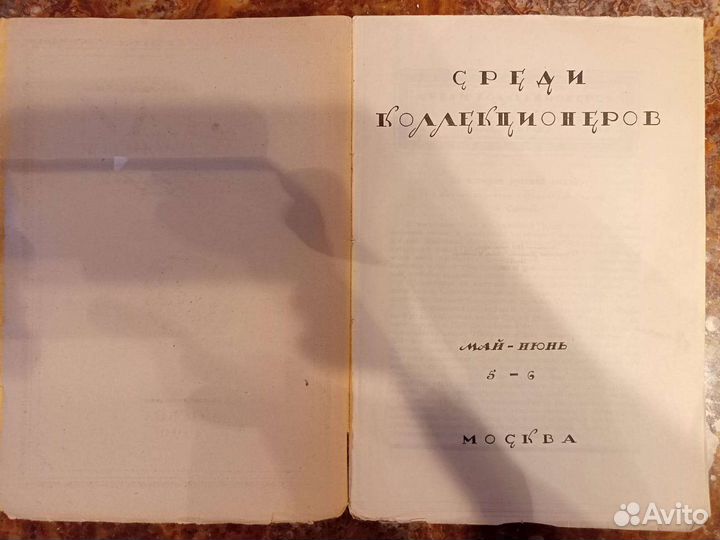 СРЕДИ
КОЛЛЕКЦИОНЕРОВ
МАЙ - ИЮНЬ
5 - 6
МОСКВА
Avito